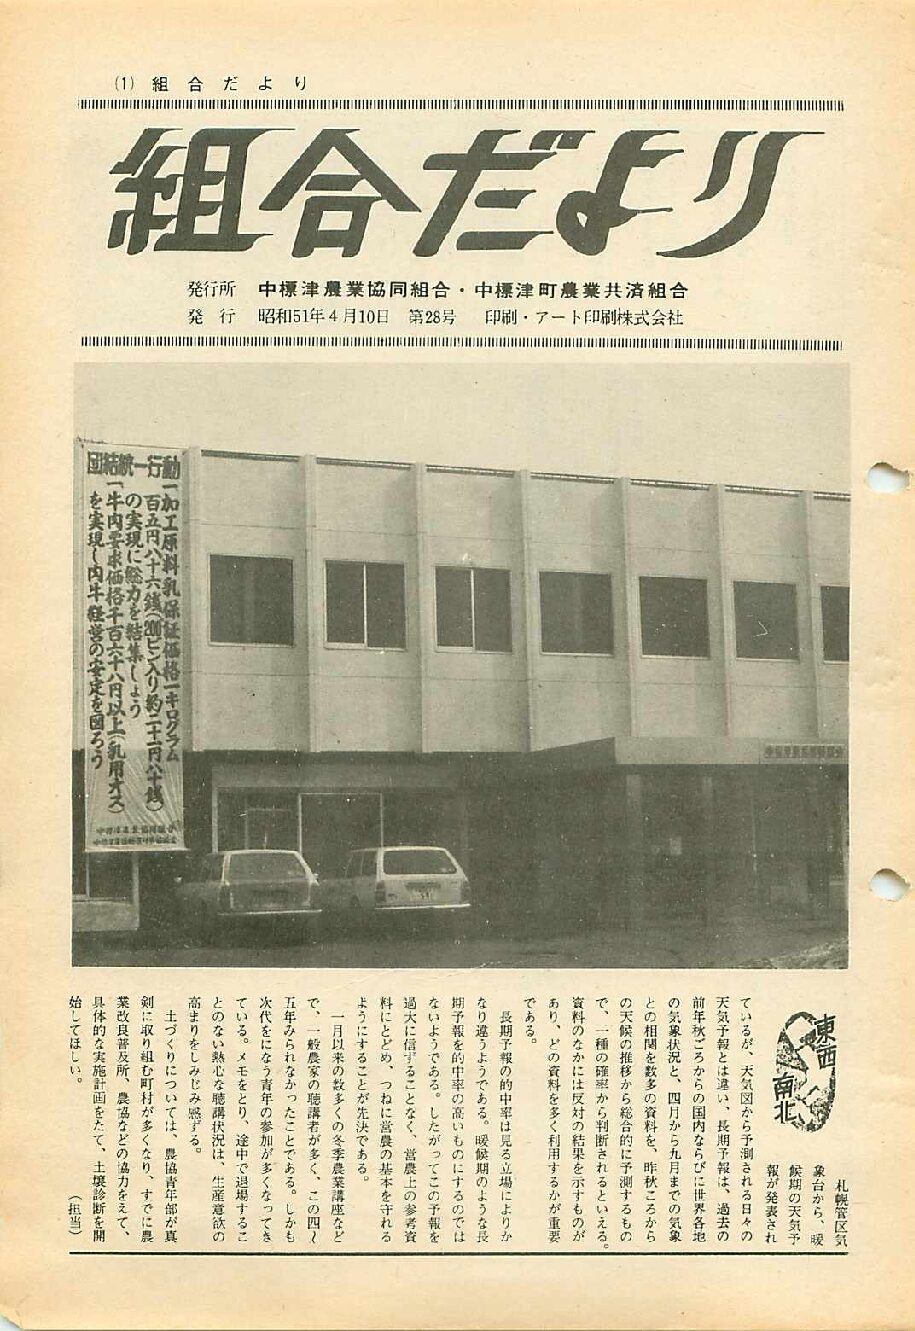 (1) 組合だより
組合だより
発行所 中標津農業協同組合・中標津町農業共済組合
発行 昭和51年4月10日 第28号 印刷・アート印刷株式会社
団結統一行動
「加工原料乳保証価格一キログラム
百五円八十六銭(200ビン入り約二十一円八十銭)
の実現に総力を結集しよう
「牛肉要求価格千百六十八円以上(乳用オス)
を実現し肉牛経営の安定を図ろう
中標津農業協同組合
東西
南北
札幌管区気
象台から、暖
候期の天気予
報が発表され
ているが、天気図から予測される日々の
天気予報とは違い、長期予報は、過去の
前年秋ごろからの国内ならびに世界各地
の気象状況と、四月から九月までの気象
との相関を数多の資料を、昨秋ころから
の天候の推移から総合的に予測するもの
で、一種の確率から判断されるといえる。
資料のなかには反対の結果を示すものが
あり、どの資料を多く利用するかが重要
である。
長期予報の的中率は見る立場によりか
なり違うようである。暖候期のような長
期予報を的中率の高いものにするのでは
ないようである。したがってこの予報を
過大に信ずることなく、営農上の参考資
料にとどめ、つねに営農の基本を守れる
ようにすることが先決である。
一月以来の数多くの冬季農業講座など
で、一般農家の聴講者が多く、この四〜
五年みられなかったことである。しかも
次代をになう青年の参加が多くなってき
ている。メモをとり、途中で退場するこ
とのない熱心な聴講状況は、生産意欲の
高まりをしみじみ感ずる。
土づくりについては、農協青年部が真
剣に取り組む町村が多くなり、すでに農
業改良普及所、農協などの協力をえて、
具体的な実施計画をたて、土壌診断を開
始してほしい。
(担当)